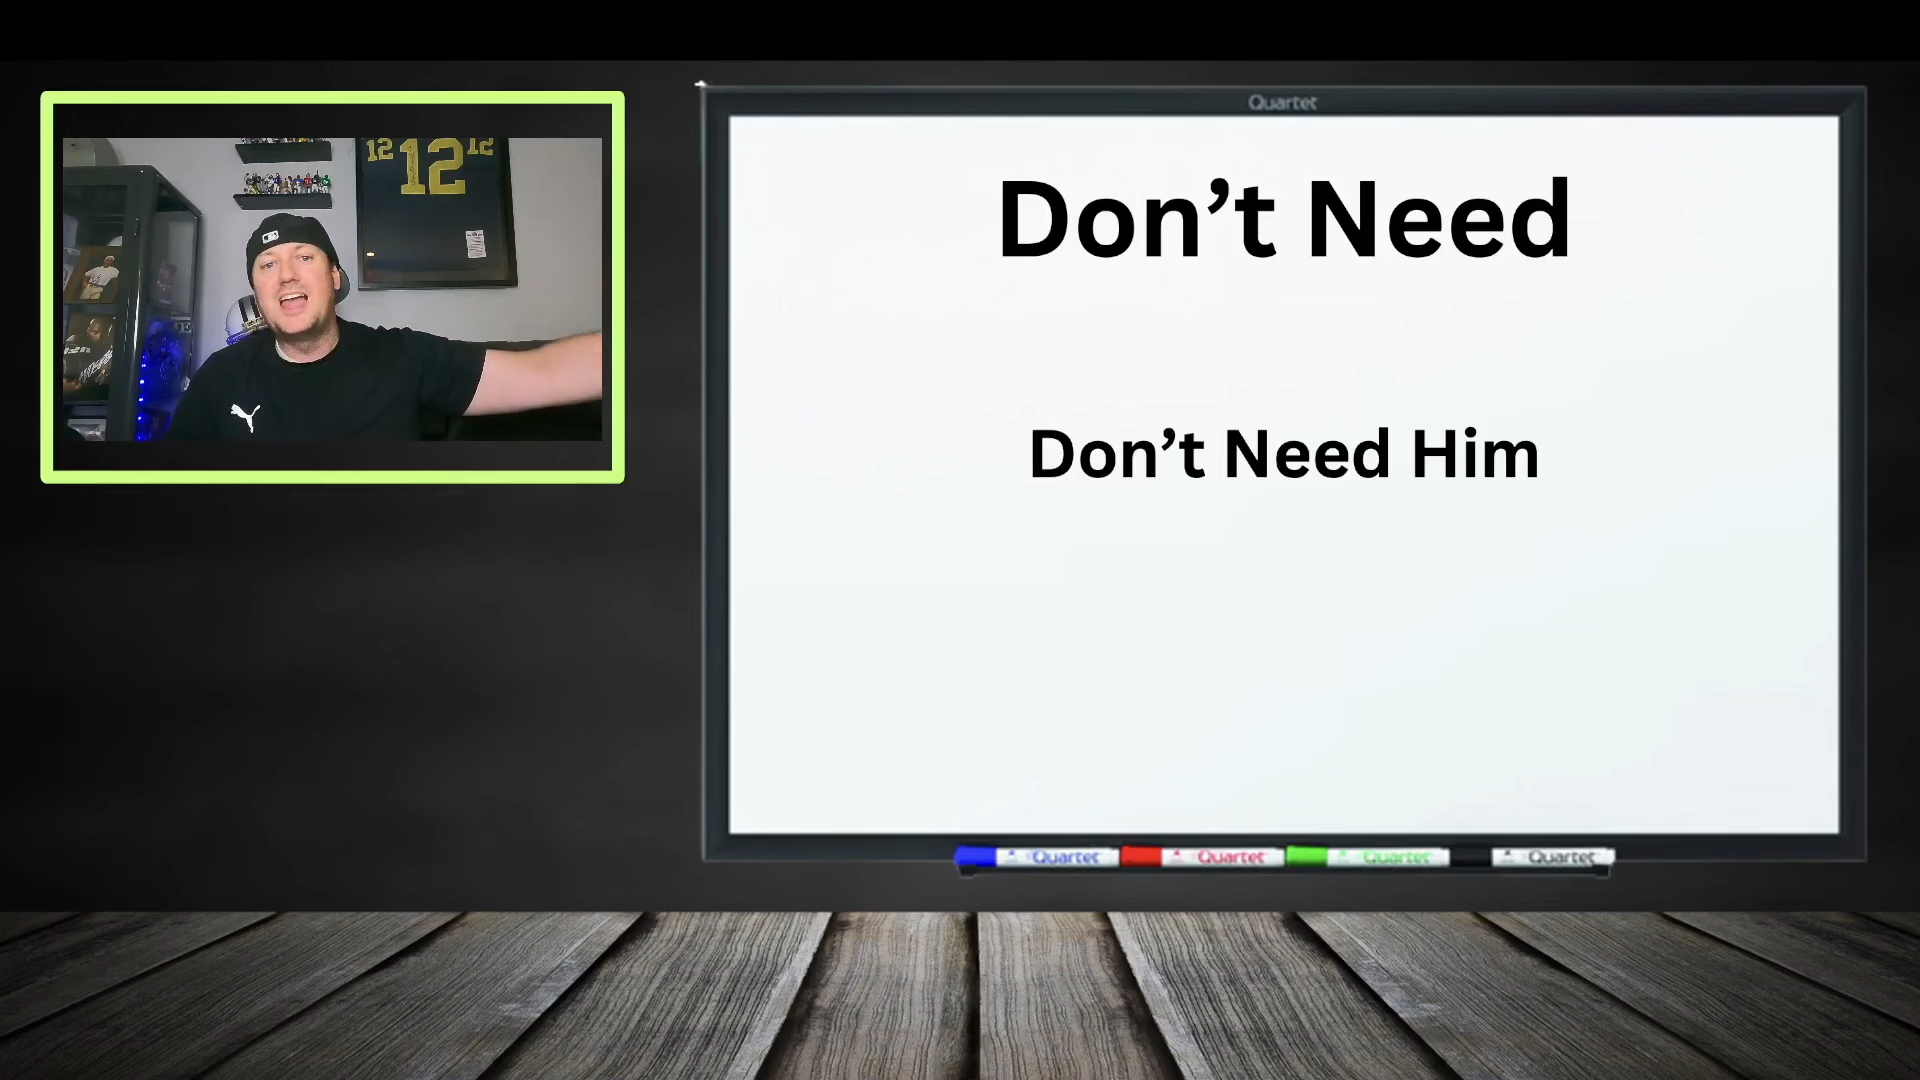 Quartet
12 12 12
Don’t Need
Don’t Need Him
Quartet Quartet Quartet Quartet